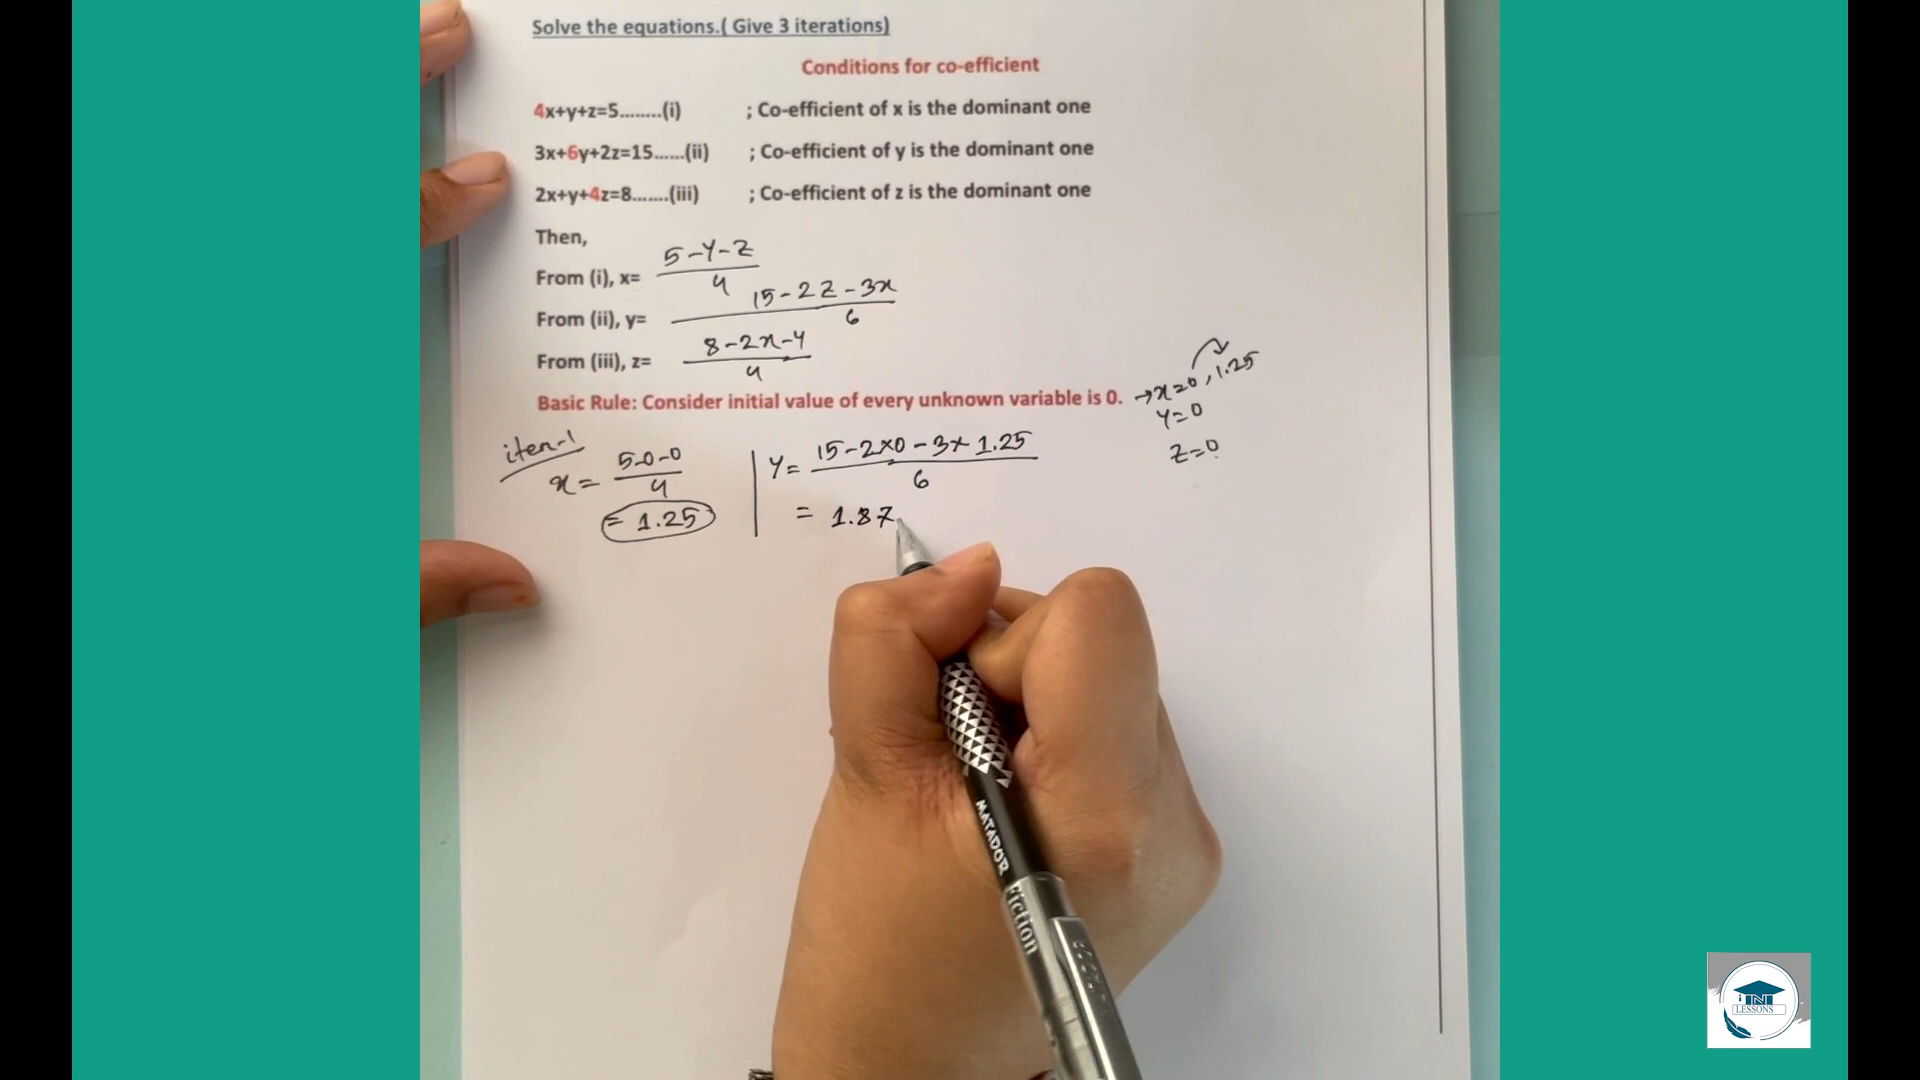 Solve the equations.( Give 3 iterations)
Conditions for co-efficient
4x+y+z=5........(i) ; Co-efficient of x is the dominant one
3x+6y+2z=15......(ii) ; Co-efficient of y is the dominant one
2x+y+4z=8.......(iii) ; Co-efficient of z is the dominant one
Then,
From (i), x= 5-y-z / 4
From (ii), y= 15-2z-3x / 6
From (iii), z= 8-2x-y / 4
Basic Rule: Consider initial value of every unknown variable is 0. → x=0, 1.25
y=0
z=0
iter-1
x= 5-0-0 / 4
= 1.25
y= 15-2×0-3×1.25 / 6
= 1.87
MATADOR
Fiction
LESSONS